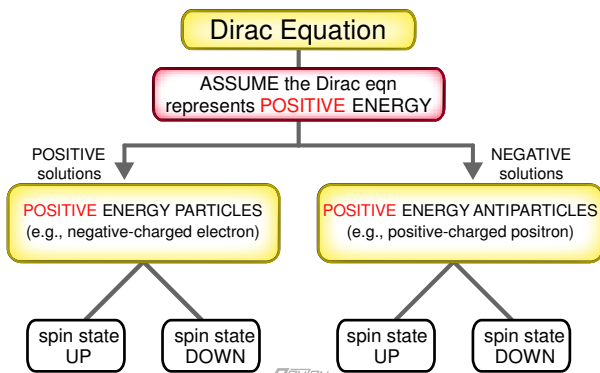 Dirac Equation
ASSUME the Dirac eqn
represents POSITIVE ENERGY
POSITIVE
solutions
NEGATIVE
solutions
POSITIVE ENERGY PARTICLES
(e.g., negative-charged electron)
POSITIVE ENERGY ANTIPARTICLES
(e.g., positive-charged positron)
spin state
UP
spin state
DOWN
spin state
UP
spin state
DOWN